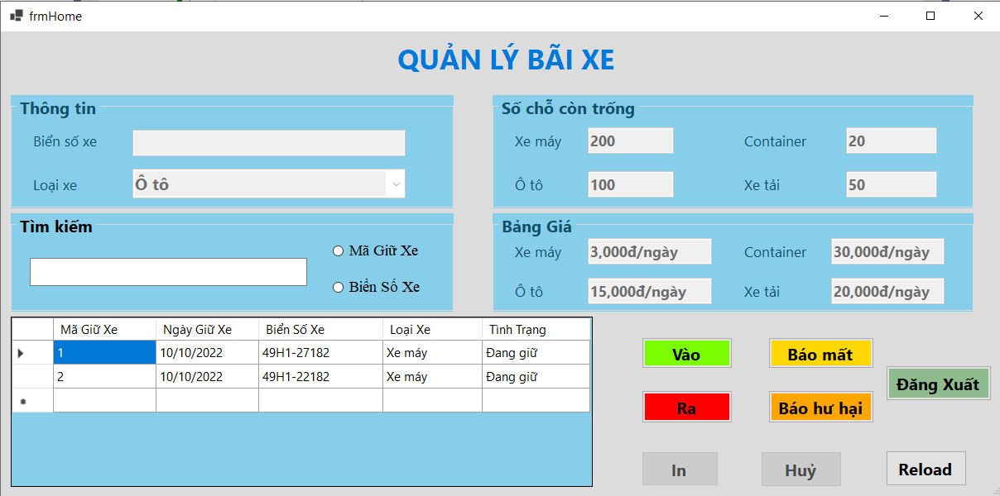 frmHome
QUẢN LÝ BÃI XE
Thông tin
Biển số xe
Loại xe Ô tô
Số chỗ còn trống
Xe máy 200 Container 20
Ô tô 100 Xe tải 50
Tìm kiếm
Mã Giữ Xe
Biển Số Xe
Bảng Giá
Xe máy 3,000đ/ngày Container 30,000đ/ngày
Ô tô 15,000đ/ngày Xe tải 20,000đ/ngày
Mã Giữ Xe Ngày Giữ Xe Biển Số Xe Loại Xe Tình Trạng
1 10/10/2022 49H1-27182 Xe máy Đang giữ
2 10/10/2022 49H1-22182 Xe máy Đang giữ
Vào Báo mất
Đăng Xuất
Ra Báo hư hại
In Huỷ Reload